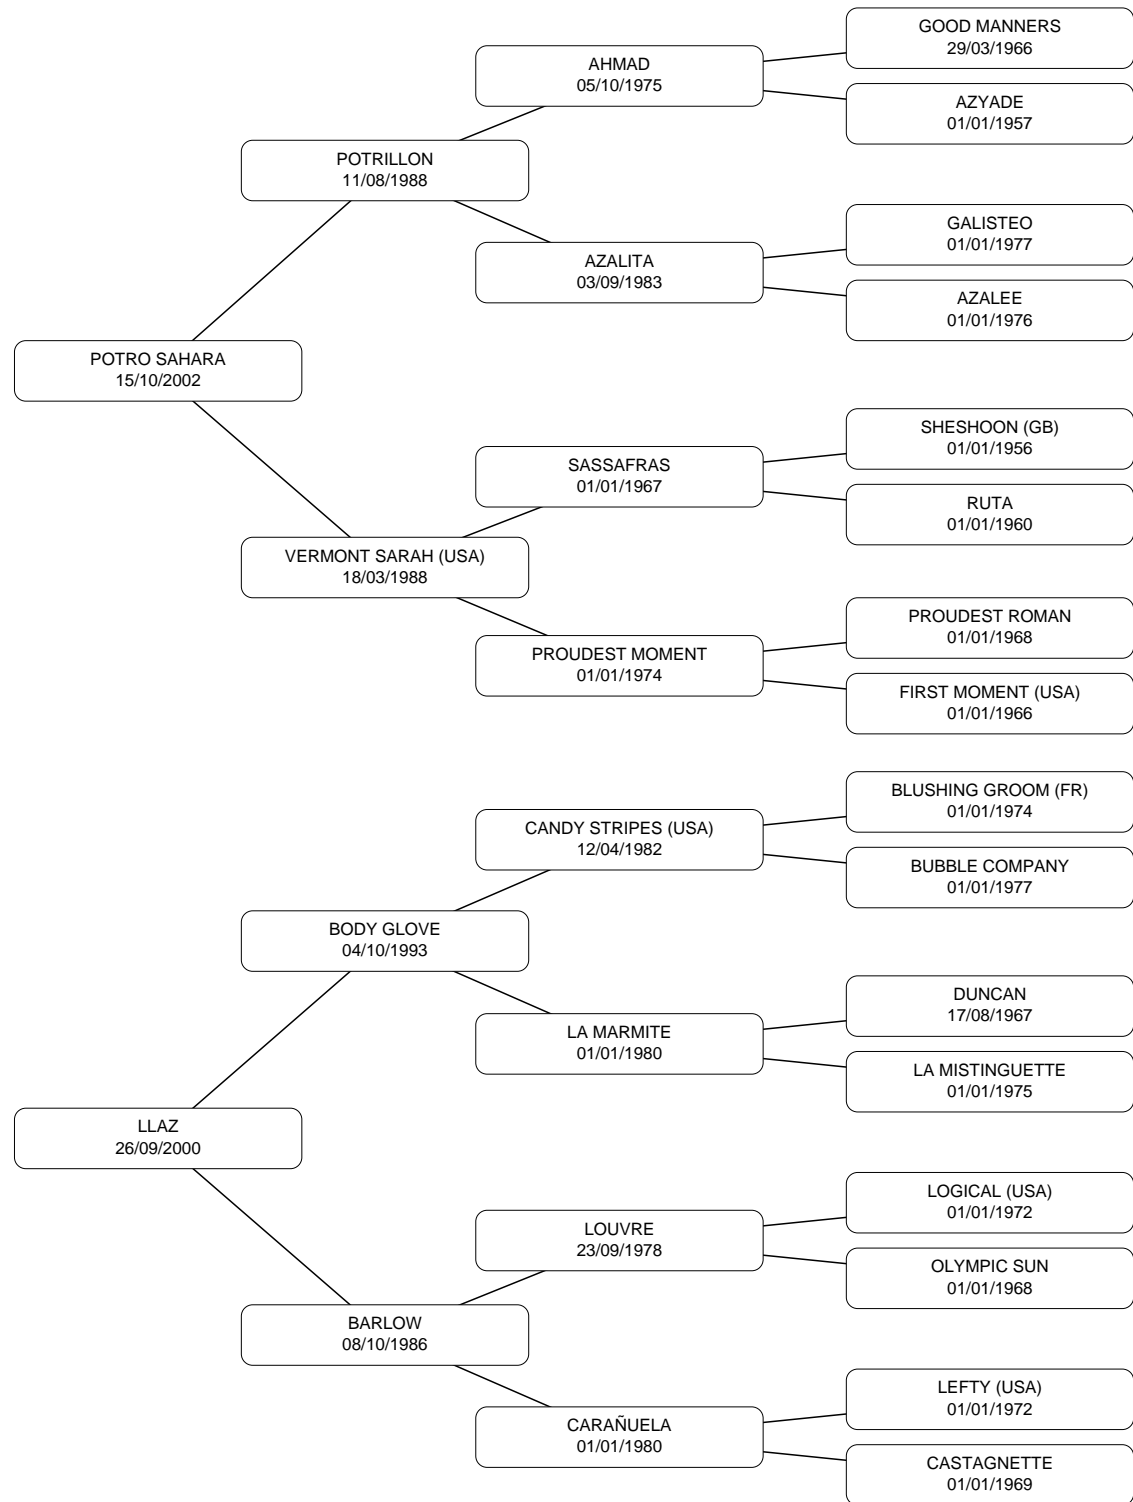 GOOD MANNERS
29/03/1966
AHMAD
05/10/1975
AZYADE
01/01/1957
POTRILLON
11/08/1988
GALISTEO
01/01/1977
AZALITA
03/09/1983
AZALEE
01/01/1976
POTRO SAHARA
15/10/2002
SHESHOON (GB)
01/01/1956
SASSAFRAS
01/01/1967
RUTA
01/01/1960
VERMONT SARAH (USA)
18/03/1988
PROUDEST ROMAN
01/01/1968
PROUDEST MOMENT
01/01/1974
FIRST MOMENT (USA)
01/01/1966
BLUSHING GROOM (FR)
01/01/1974
CANDY STRIPES (USA)
12/04/1982
BUBBLE COMPANY
01/01/1977
BODY GLOVE
04/10/1993
DUNCAN
17/08/1967
LA MARMITE
01/01/1980
LA MISTINGUETTE
01/01/1975
LLAZ
26/09/2000
LOGICAL (USA)
01/01/1972
LOUVRE
23/09/1978
OLYMPIC SUN
01/01/1968
BARLOW
08/10/1986
LEFTY (USA)
01/01/1972
CARAÑUELA
01/01/1980
CASTAGNETTE
01/01/1969